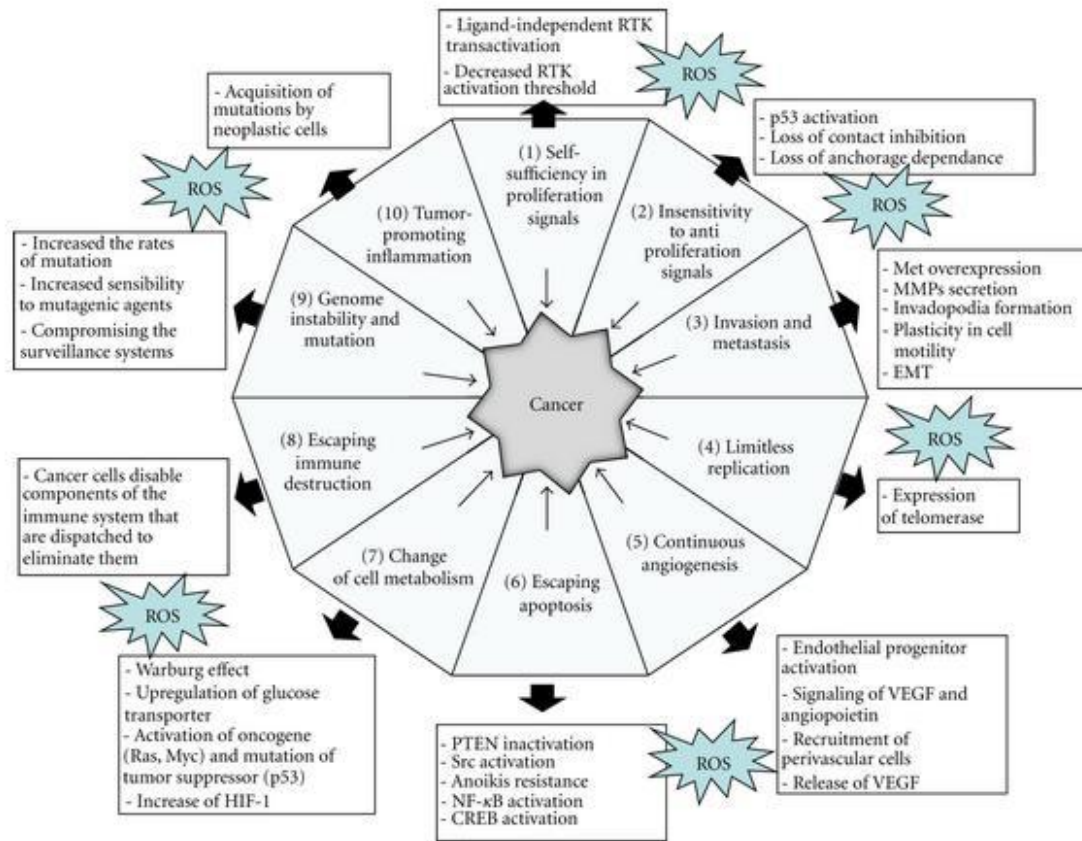 - Ligand-independent RTK
transactivation
- Decreased RTK
activation threshold
ROS
- Acquisition of
mutations by
neoplastic cells
ROS
- p53 activation
- Loss of contact inhibition
- Loss of anchorage dependance
ROS
(1) Self-
sufficiency in
proliferation
signals
(2) Insensitivity
to anti
proliferation
signals
(3) Invasion and
metastasis
(4) Limitless
replication
(5) Continuous
angiogenesis
(6) Escaping
apoptosis
(7) Change
of cell metabolism
(8) Escaping
immune
destruction
(9) Genome
instability and
mutation
(10) Tumor-
promoting
inflammation
Cancer
- Increased the rates
of mutation
- Increased sensibility
to mutagenic agents
- Compromising the
surveillance systems
- Met overexpression
- MMPs secretion
- Invadopodia formation
- Plasticity in cell
motility
- EMT
ROS
- Expression
of telomerase
- Cancer cells disable
components of the
immune system that
are dispatched to
eliminate them
ROS
- Warburg effect
- Upregulation of glucose
transporter
- Activation of oncogene
(Ras, Myc) and mutation of
tumor suppressor (p53)
- Increase of HIF-1
- PTEN inactivation
- Src activation
- Anoikis resistance
- NF-κB activation
- CREB activation
ROS
- Endothelial progenitor
activation
- Signaling of VEGF and
angiopoietin
- Recruitment of
perivascular cells
- Release of VEGF